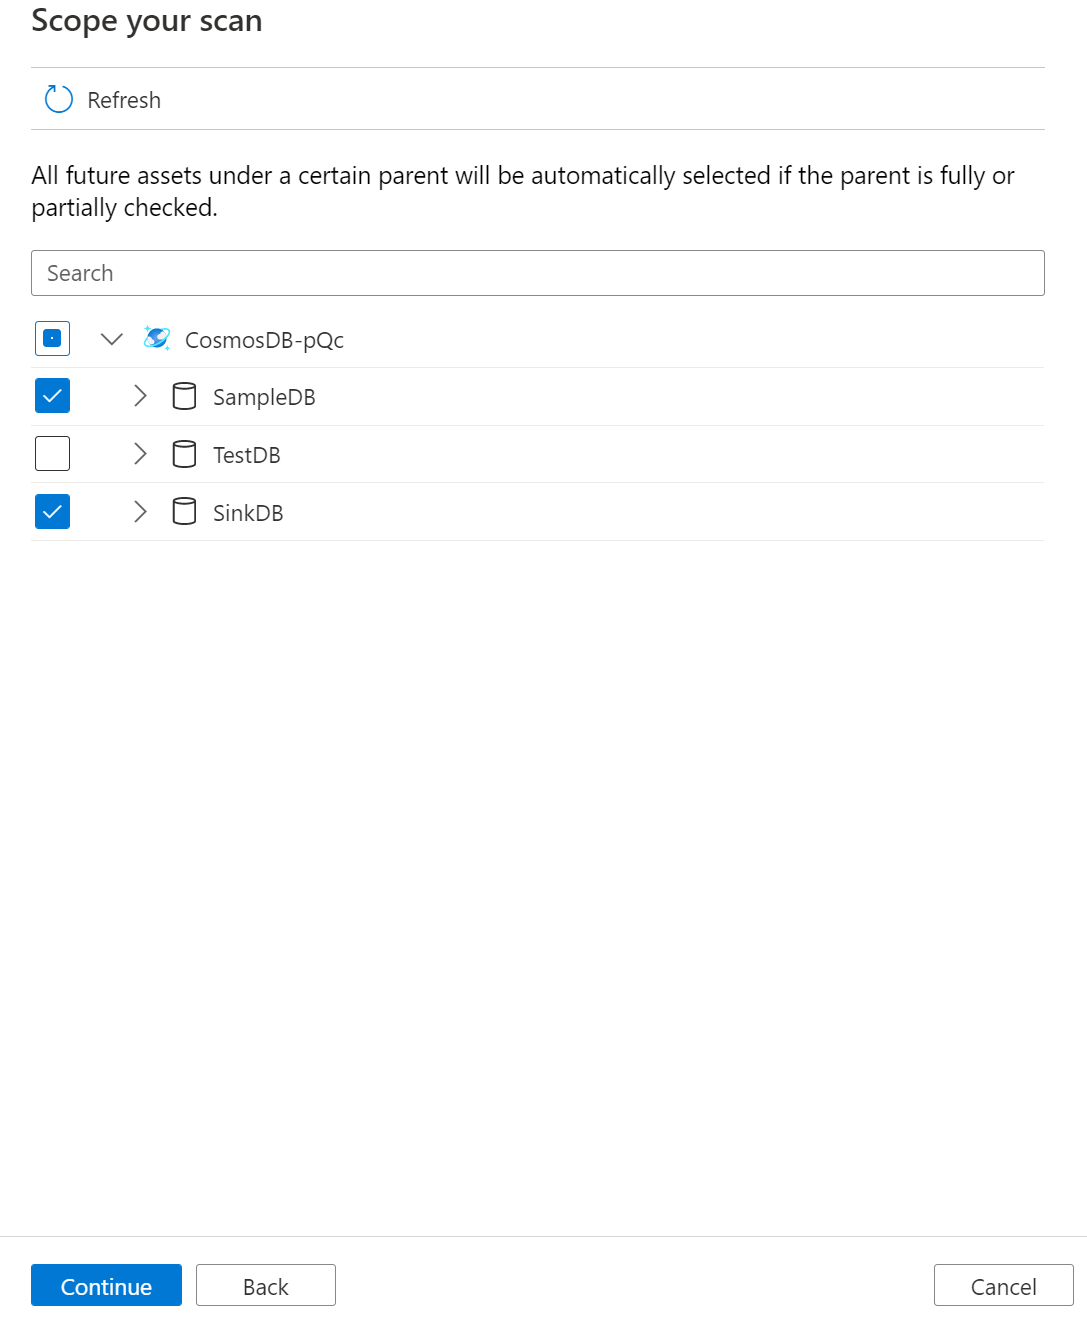 Scope your scan
Refresh
All future assets under a certain parent will be automatically selected if the parent is fully or
partially checked.
Search
CosmosDB-pQc
SampleDB
TestDB
SinkDB
Continue
Back
Cancel